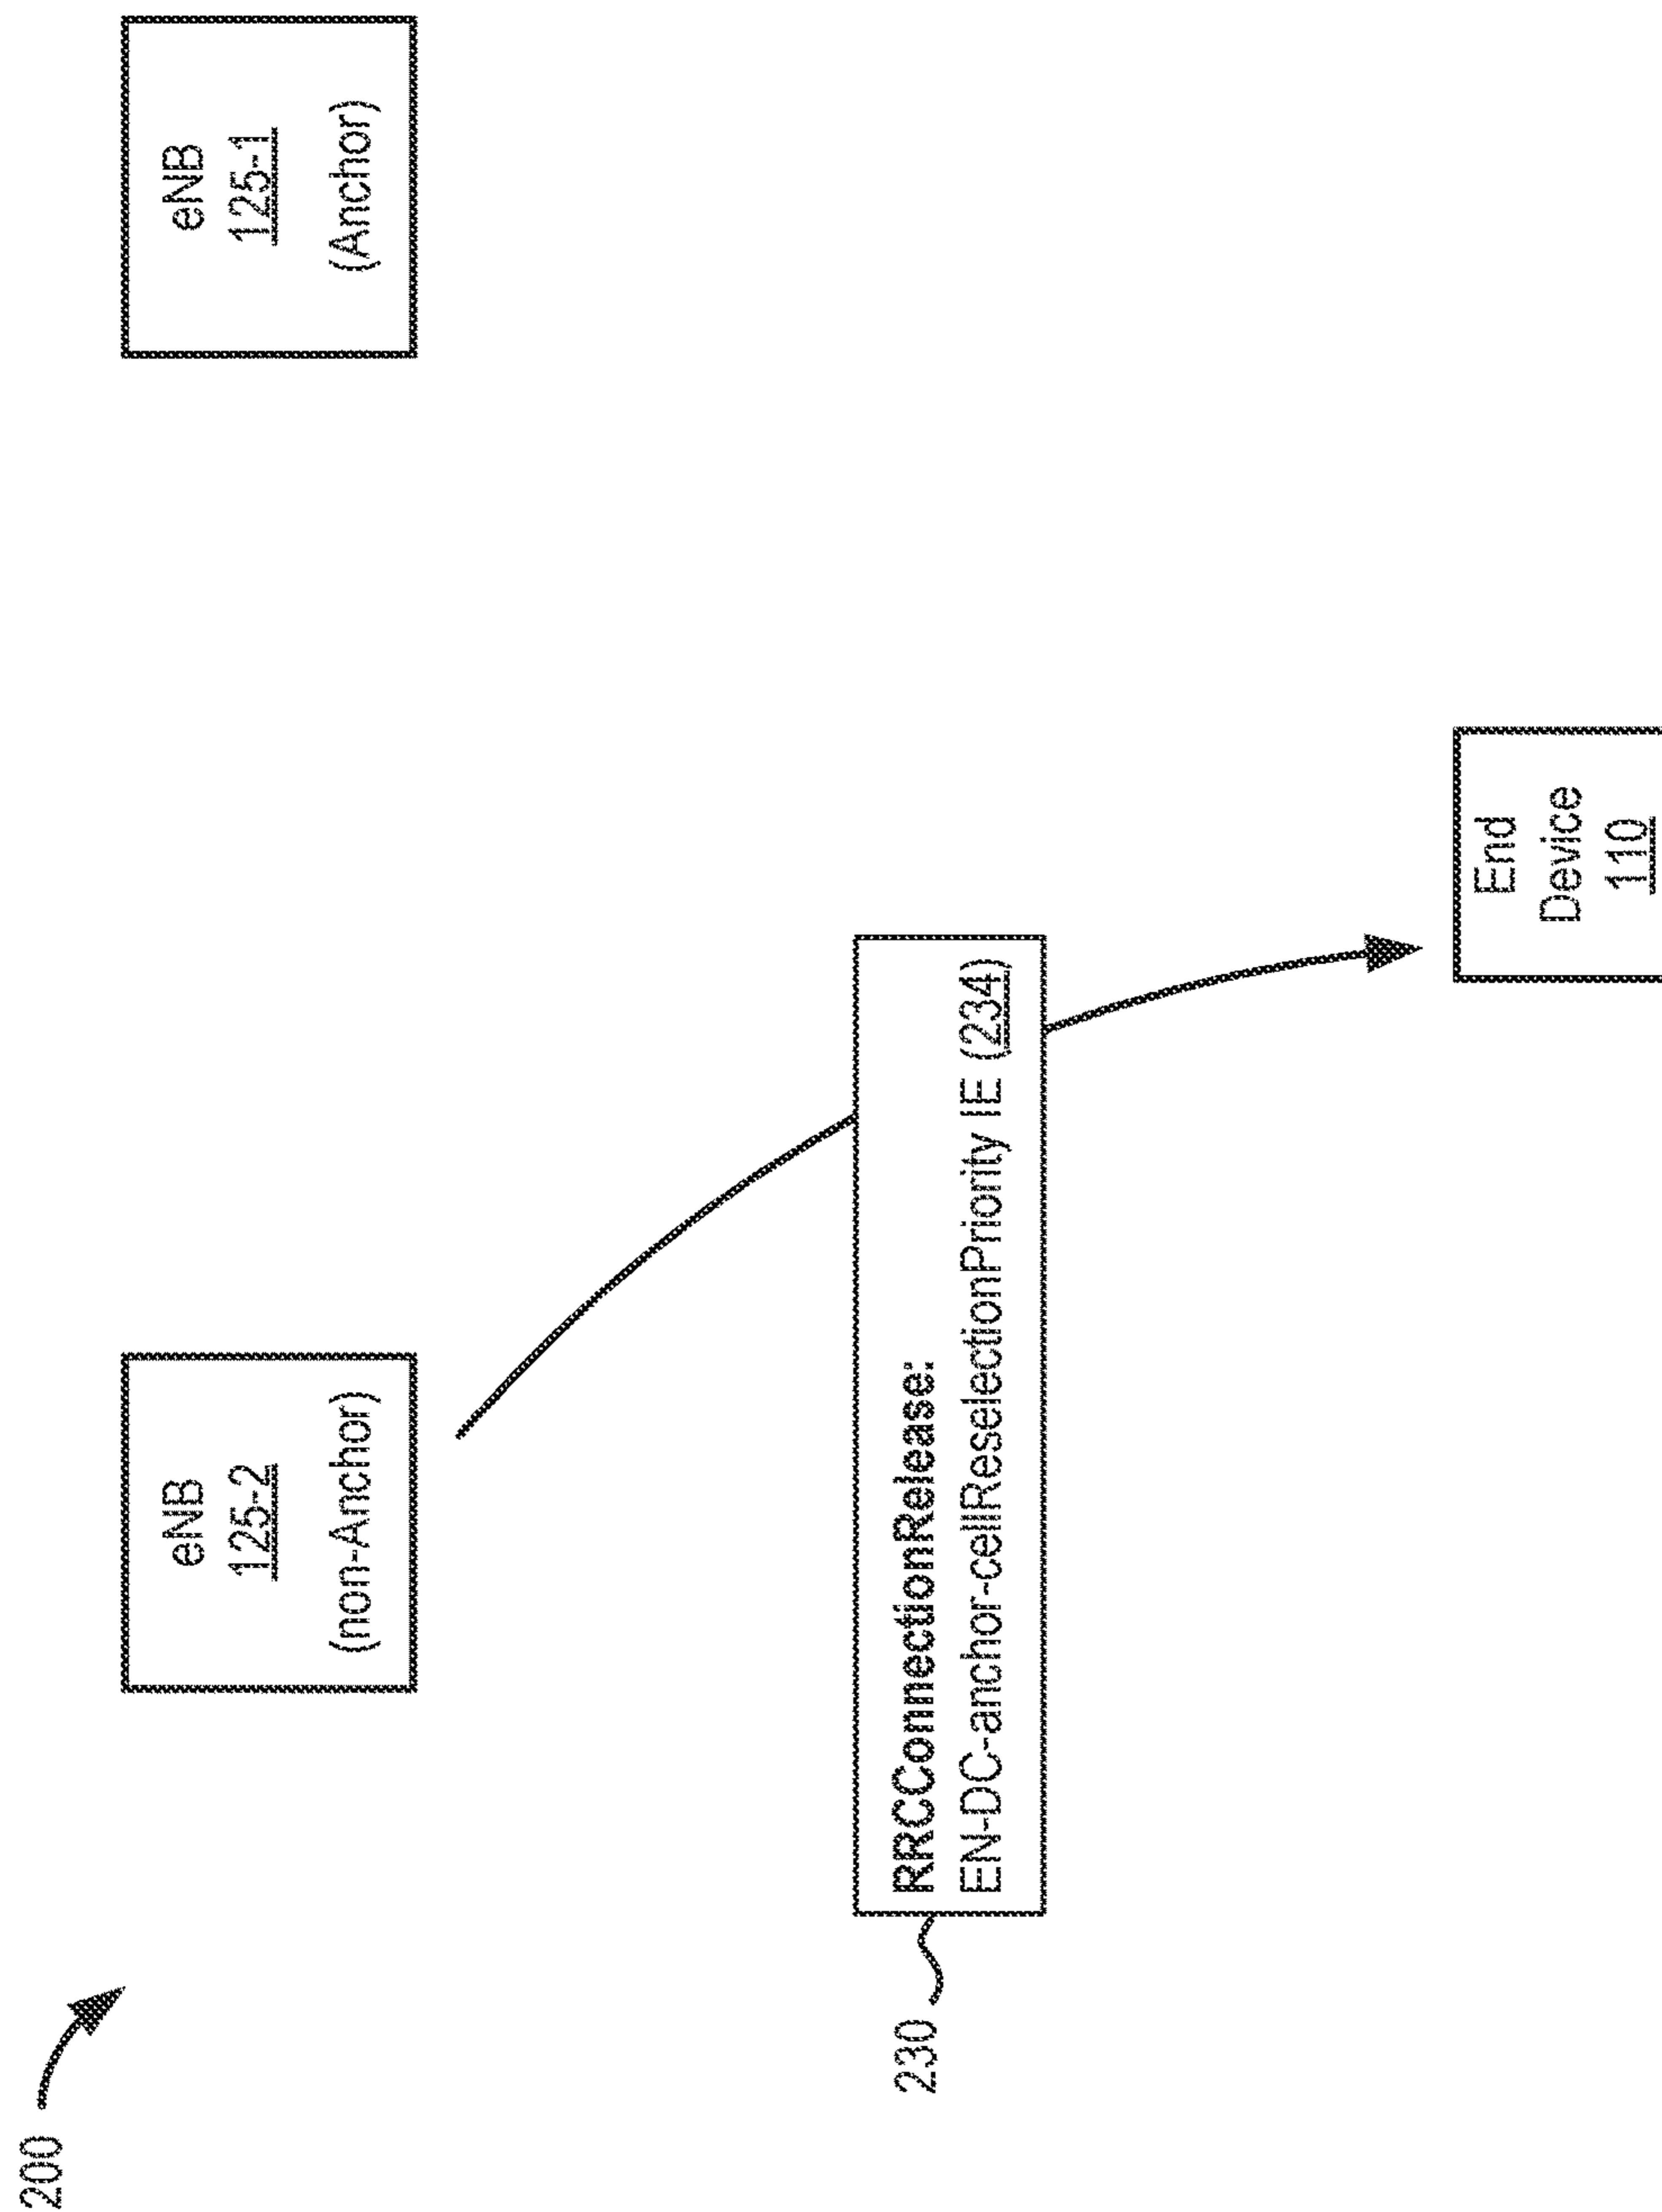 200
eNB
125-2
(non-Anchor)
eNB
125-1
(Anchor)
230
RRCConnectionRelease:
EN-DC-anchor-cellReselectionPriority IE (234)
End
Device
110